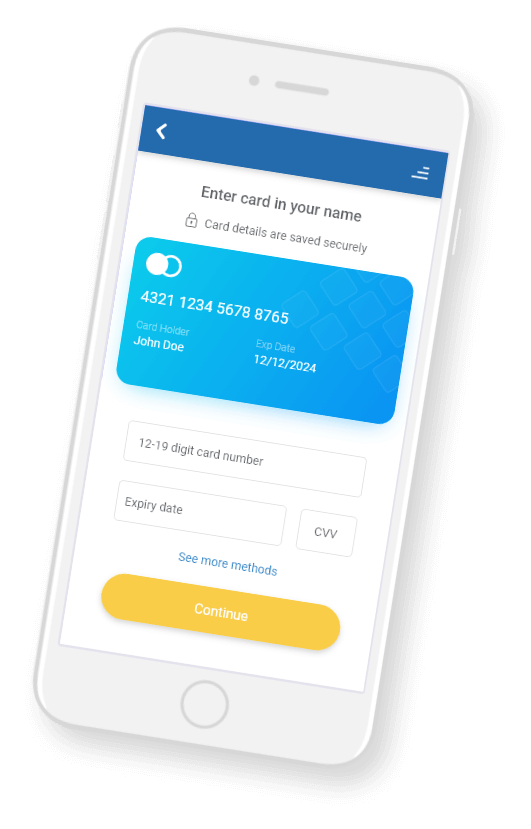 Enter card in your name
Card details are saved securely
4321 1234 5678 8765
Card Holder
John Doe
Exp Date
12/12/2024
12-19 digit card number
Expiry date
CVV
See more methods
Continue